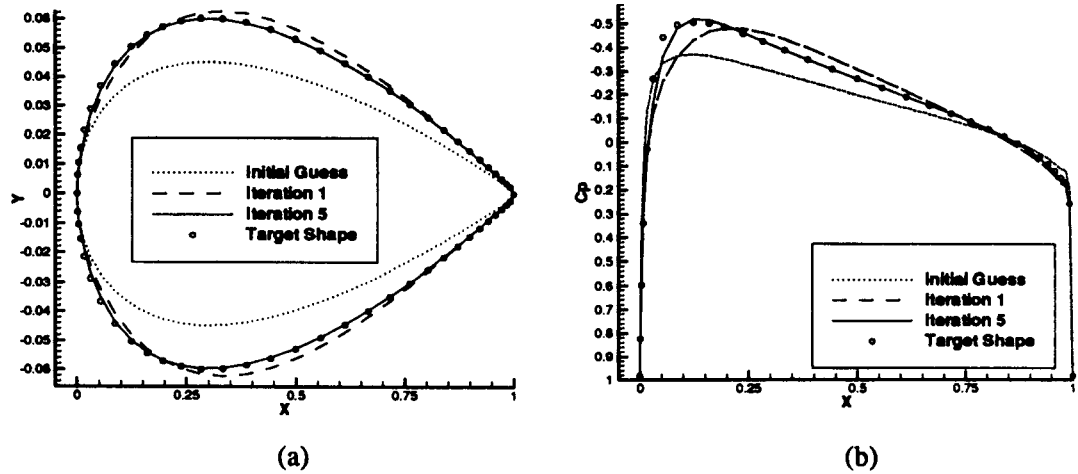 0.06
0.05
0.04
0.03
0.02
0.01
0
-0.01
-0.02
-0.03
-0.04
-0.05
-0.06
Y
0
0.25
0.5
0.75
1
X
Initial Guess
Iteration 1
Iteration 5
Target Shape
(a)
-0.5
-0.4
-0.3
-0.2
-0.1
0
0.1
0.2
0.3
0.4
0.5
0.6
0.7
0.8
0.9
1
Cp
0
0.25
0.5
0.75
1
X
Initial Guess
Iteration 1
Iteration 5
Target Shape
(b)